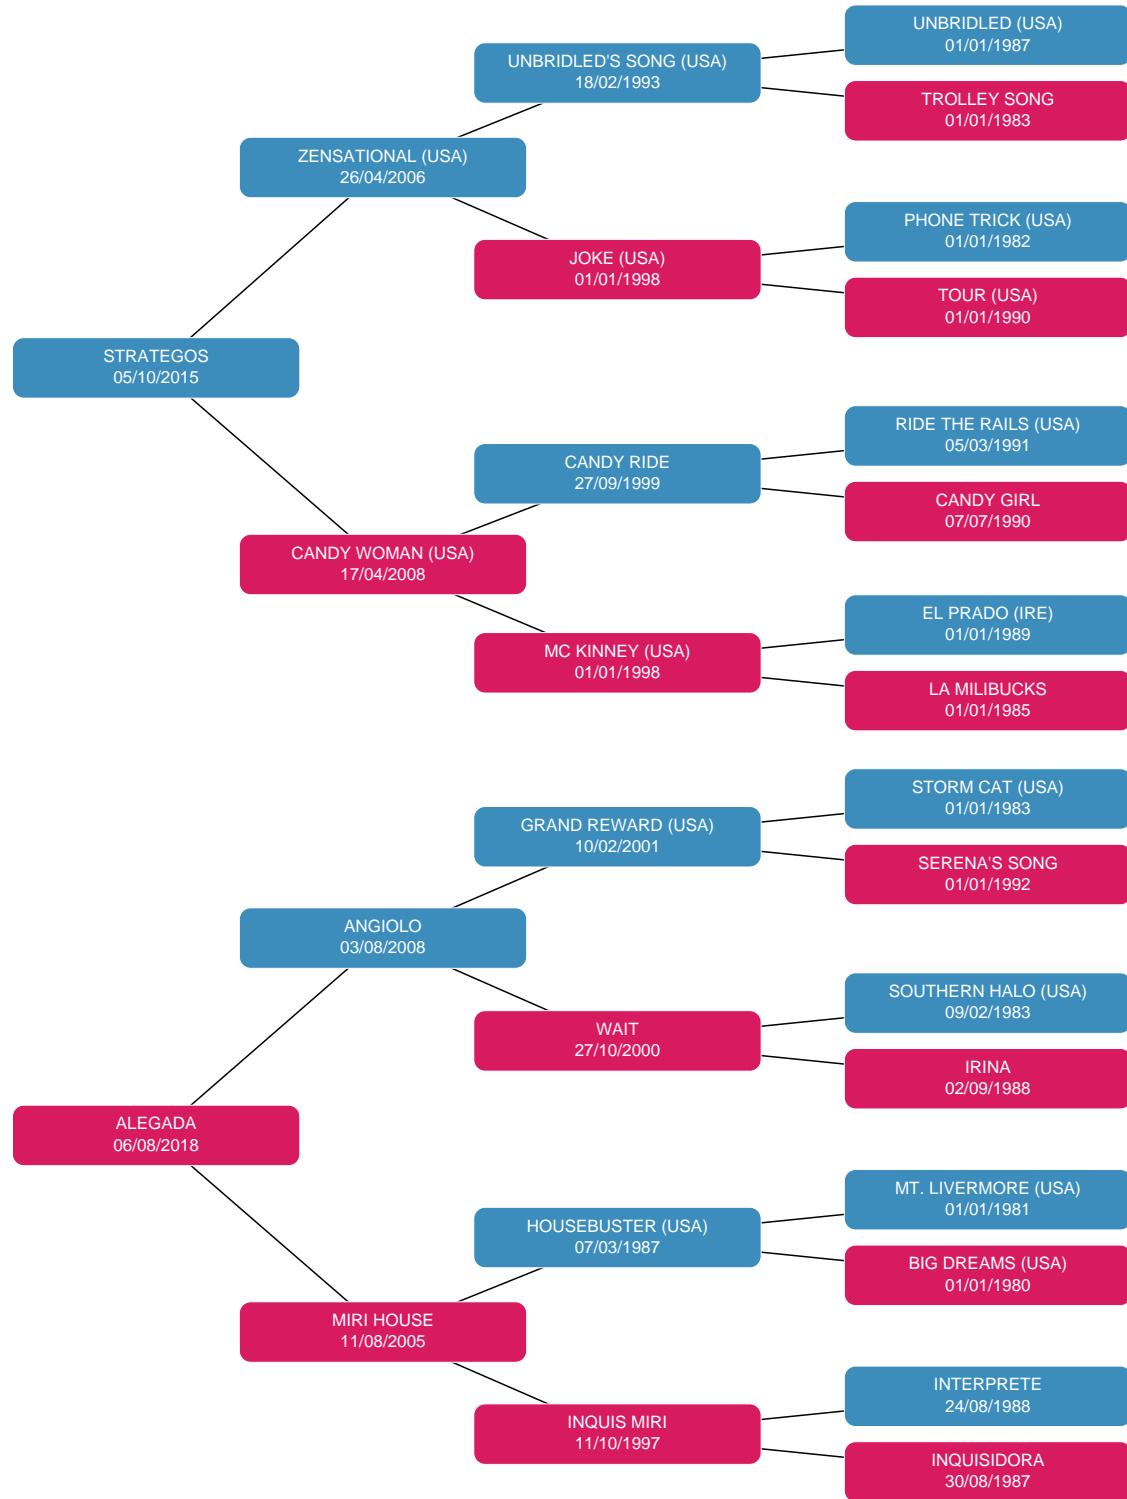 UNBRIDLED (USA)
01/01/1987
UNBRIDLED'S SONG (USA)
18/02/1993
TROLLEY SONG
01/01/1983
ZENSATIONAL (USA)
26/04/2006
PHONE TRICK (USA)
01/01/1982
JOKE (USA)
01/01/1998
TOUR (USA)
01/01/1990
STRATEGOS
05/10/2015
RIDE THE RAILS (USA)
05/03/1991
CANDY RIDE
27/09/1999
CANDY GIRL
07/07/1990
CANDY WOMAN (USA)
17/04/2008
EL PRADO (IRE)
01/01/1989
MC KINNEY (USA)
01/01/1998
LA MILIBUCKS
01/01/1985
STORM CAT (USA)
01/01/1983
GRAND REWARD (USA)
10/02/2001
SERENA'S SONG
01/01/1992
ANGIOLO
03/08/2008
SOUTHERN HALO (USA)
09/02/1983
WAIT
27/10/2000
IRINA
02/09/1988
ALEGADA
06/08/2018
MT. LIVERMORE (USA)
01/01/1981
HOUSEBUSTER (USA)
07/03/1987
BIG DREAMS (USA)
01/01/1980
MIRI HOUSE
11/08/2005
INTERPRETE
24/08/1988
INQUIS MIRI
11/10/1997
INQUISIDORA
30/08/1987